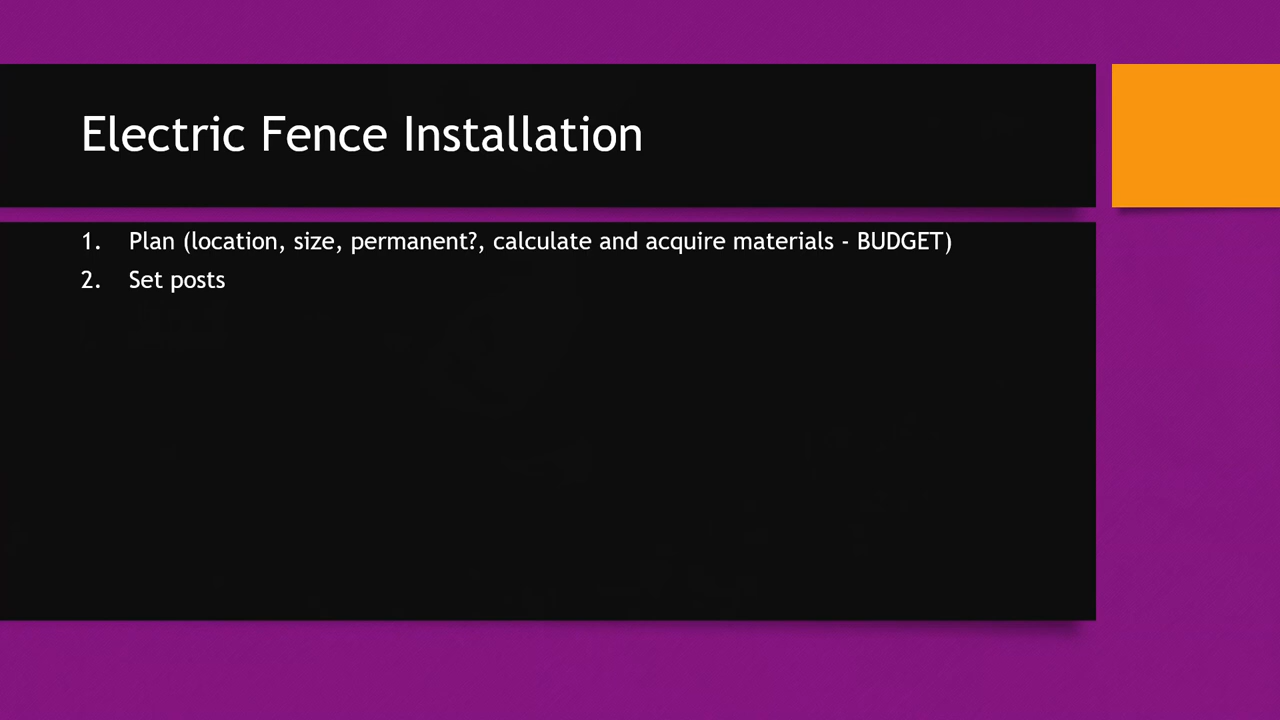 Electric Fence Installation
1. Plan (location, size, permanent?, calculate and acquire materials - BUDGET)
2. Set posts